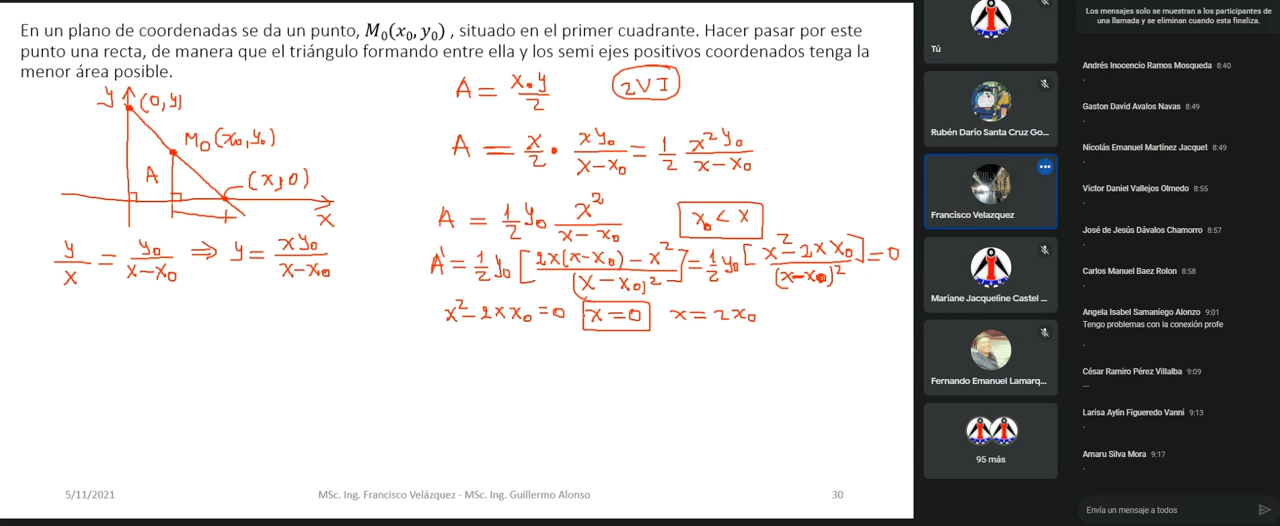 En un plano de coordenadas se da un punto, M₀(x₀, y₀) , situado en el primer cuadrante. Hacer pasar por este
punto una recta, de manera que el triángulo formando entre ella y los semi ejes positivos coordenados tenga la
menor área posible.
y (0, y)
M₀ (x₀, y₀)
A
(x, 0)
x
y/x = y₀/(x-x₀) ⇒ y = xy₀/(x-x₀)
A = x.y/2
2VI
A = x/2 · xy₀/(x-x₀) = 1/2 x²y₀/(x-x₀)
A = 1/2 y₀ x²/(x-x₀)
x₀ < x
A' = 1/2 y₀ [(2x(x-x₀) - x²)/(x-x₀)²] = 1/2 y₀ [(x²-2xx₀)/(x-x₀)²] = 0
x² - 2xx₀ = 0 x = 0 x = 2x₀
5/11/2021
MSc. Ing. Francisco Velázquez - MSc. Ing. Guillermo Alonso
30
Tú
Rubén Dario Santa Cruz Go...
Francisco Velazquez
Mariane Jacqueline Castel ...
Fernando Emanuel Lamarq...
95 más
Los mensajes solo se muestran a los participantes de
una llamada y se eliminan cuando esta finaliza.
Andrés Inocencio Ramos Mosqueda 8:40
.
Gaston David Avalos Navas 8:49
.
Nicolás Emanuel Martínez Jacquet 8:49
.
Victor Daniel Vallejos Olmedo 8:55
.
José de Jesús Dávalos Chamorro 8:57
.
Carlos Manuel Baez Rolon 8:58
.
Angela Isabel Samaniego Alonzo 9:01
Tengo problemas con la conexión profe
.
César Ramiro Pérez Villalba 9:09
...
Larisa Aylin Figueredo Vanni 9:13
.
Amaru Silva Mora 9:17
.
Envía un mensaje a todos